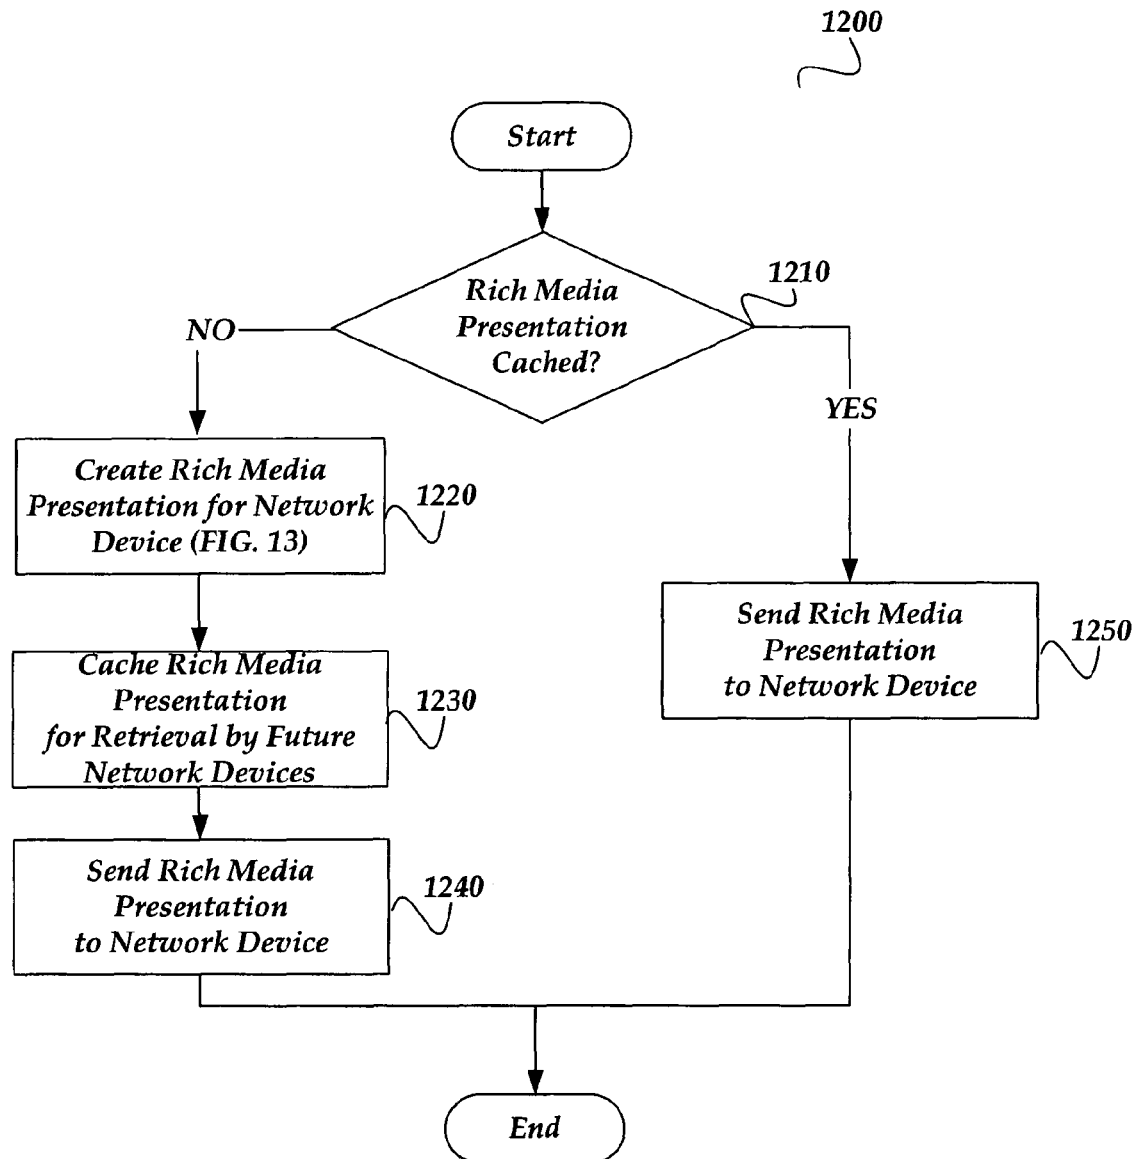 1200
Start
Rich Media
Presentation
Cached?
1210
NO
YES
Create Rich Media
Presentation for Network
Device (FIG. 13)
1220
Cache Rich Media
Presentation
for Retrieval by Future
Network Devices
1230
Send Rich Media
Presentation
to Network Device
1250
Send Rich Media
Presentation
to Network Device
1240
End